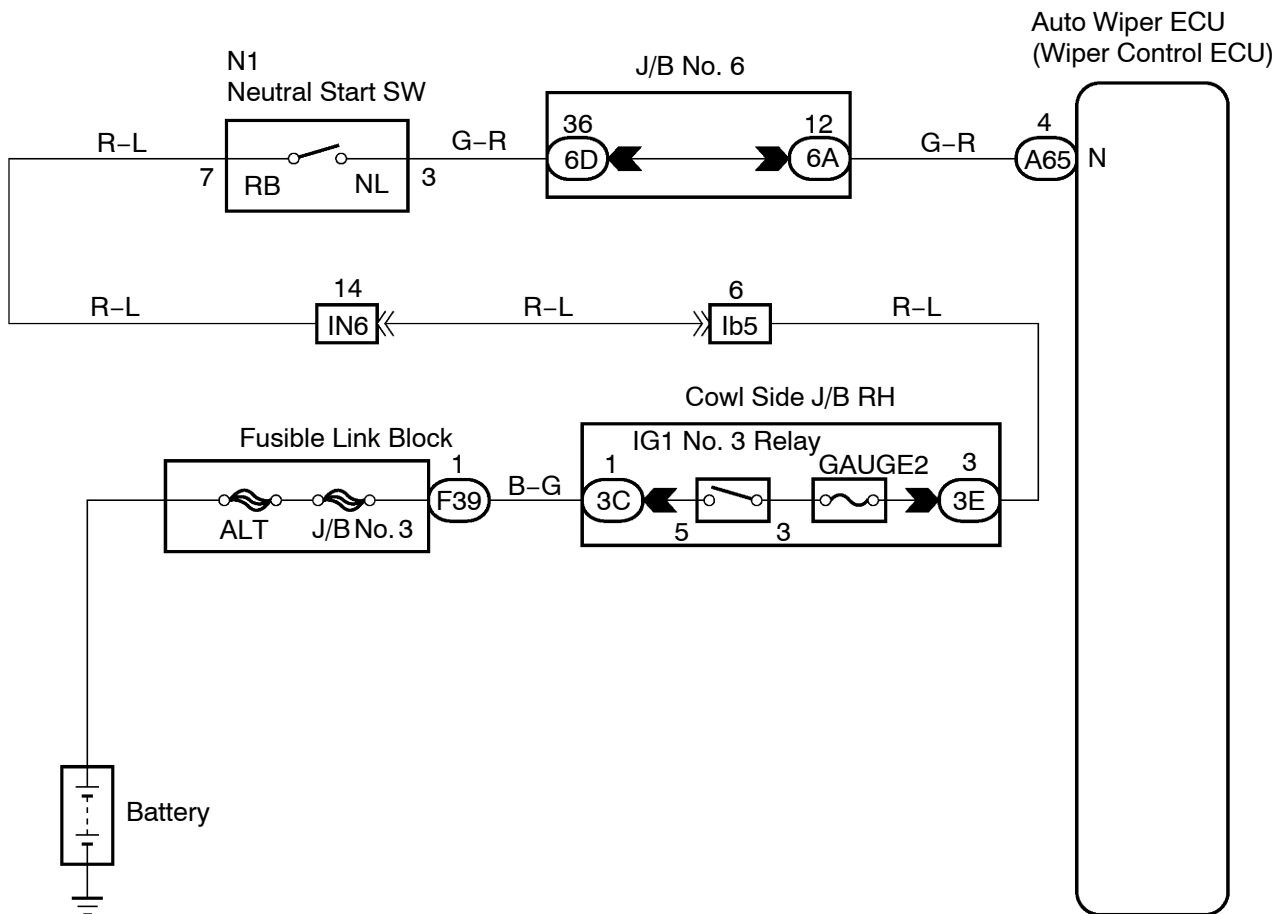 Auto Wiper ECU
(Wiper Control ECU)
N1
Neutral Start SW
J/B No. 6
R–L
7
RB
NL
3
G–R
36
6D
12
6A
G–R
4
A65
N
R–L
14
IN6
R–L
6
Ib5
R–L
Cowl Side J/B RH
Fusible Link Block
IG1 No. 3 Relay
GAUGE2
ALT
J/B No. 3
1
F39
B–G
1
3C
5
3
3
3E
Battery